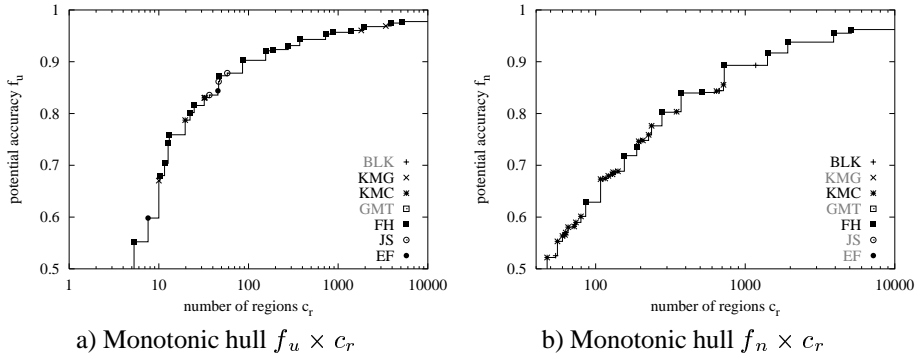 potential accuracy f_u
1
0.9
0.8
0.7
0.6
0.5
1
10
100
1000
10000
number of regions c_r
BLK
KMG
KMC
GMT
FH
JS
EF
a) Monotonic hull f_u × c_r
potential accuracy f_n
1
0.9
0.8
0.7
0.6
0.5
100
1000
10000
number of regions c_r
BLK
KMG
KMC
GMT
FH
JS
EF
b) Monotonic hull f_n × c_r